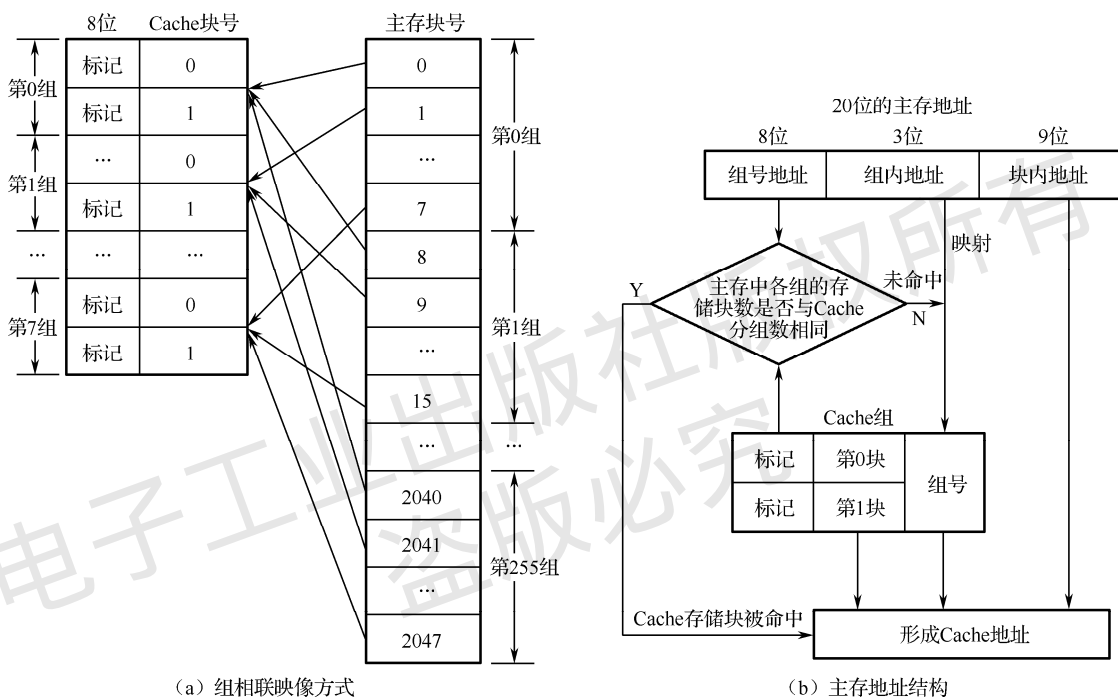 8位 Cache块号
标记 0
标记 1
… 0
标记 1
… …
标记 0
标记 1
第0组
第1组
…
第7组
主存块号
0
1
…
7
8
9
…
15
…
2040
2041
…
2047
第0组
第1组
…
第255组
(a)组相联映像方式
20位的主存地址
8位 3位 9位
组号地址 组内地址 块内地址
映射
主存中各组的存
储块数是否与Cache
分组数相同
Y
未命中
N
Cache组
标记 第0块
标记 第1块
组号
Cache存储块被命中
形成Cache地址
(b)主存地址结构
电子工业出版社版权所有
盗版必究